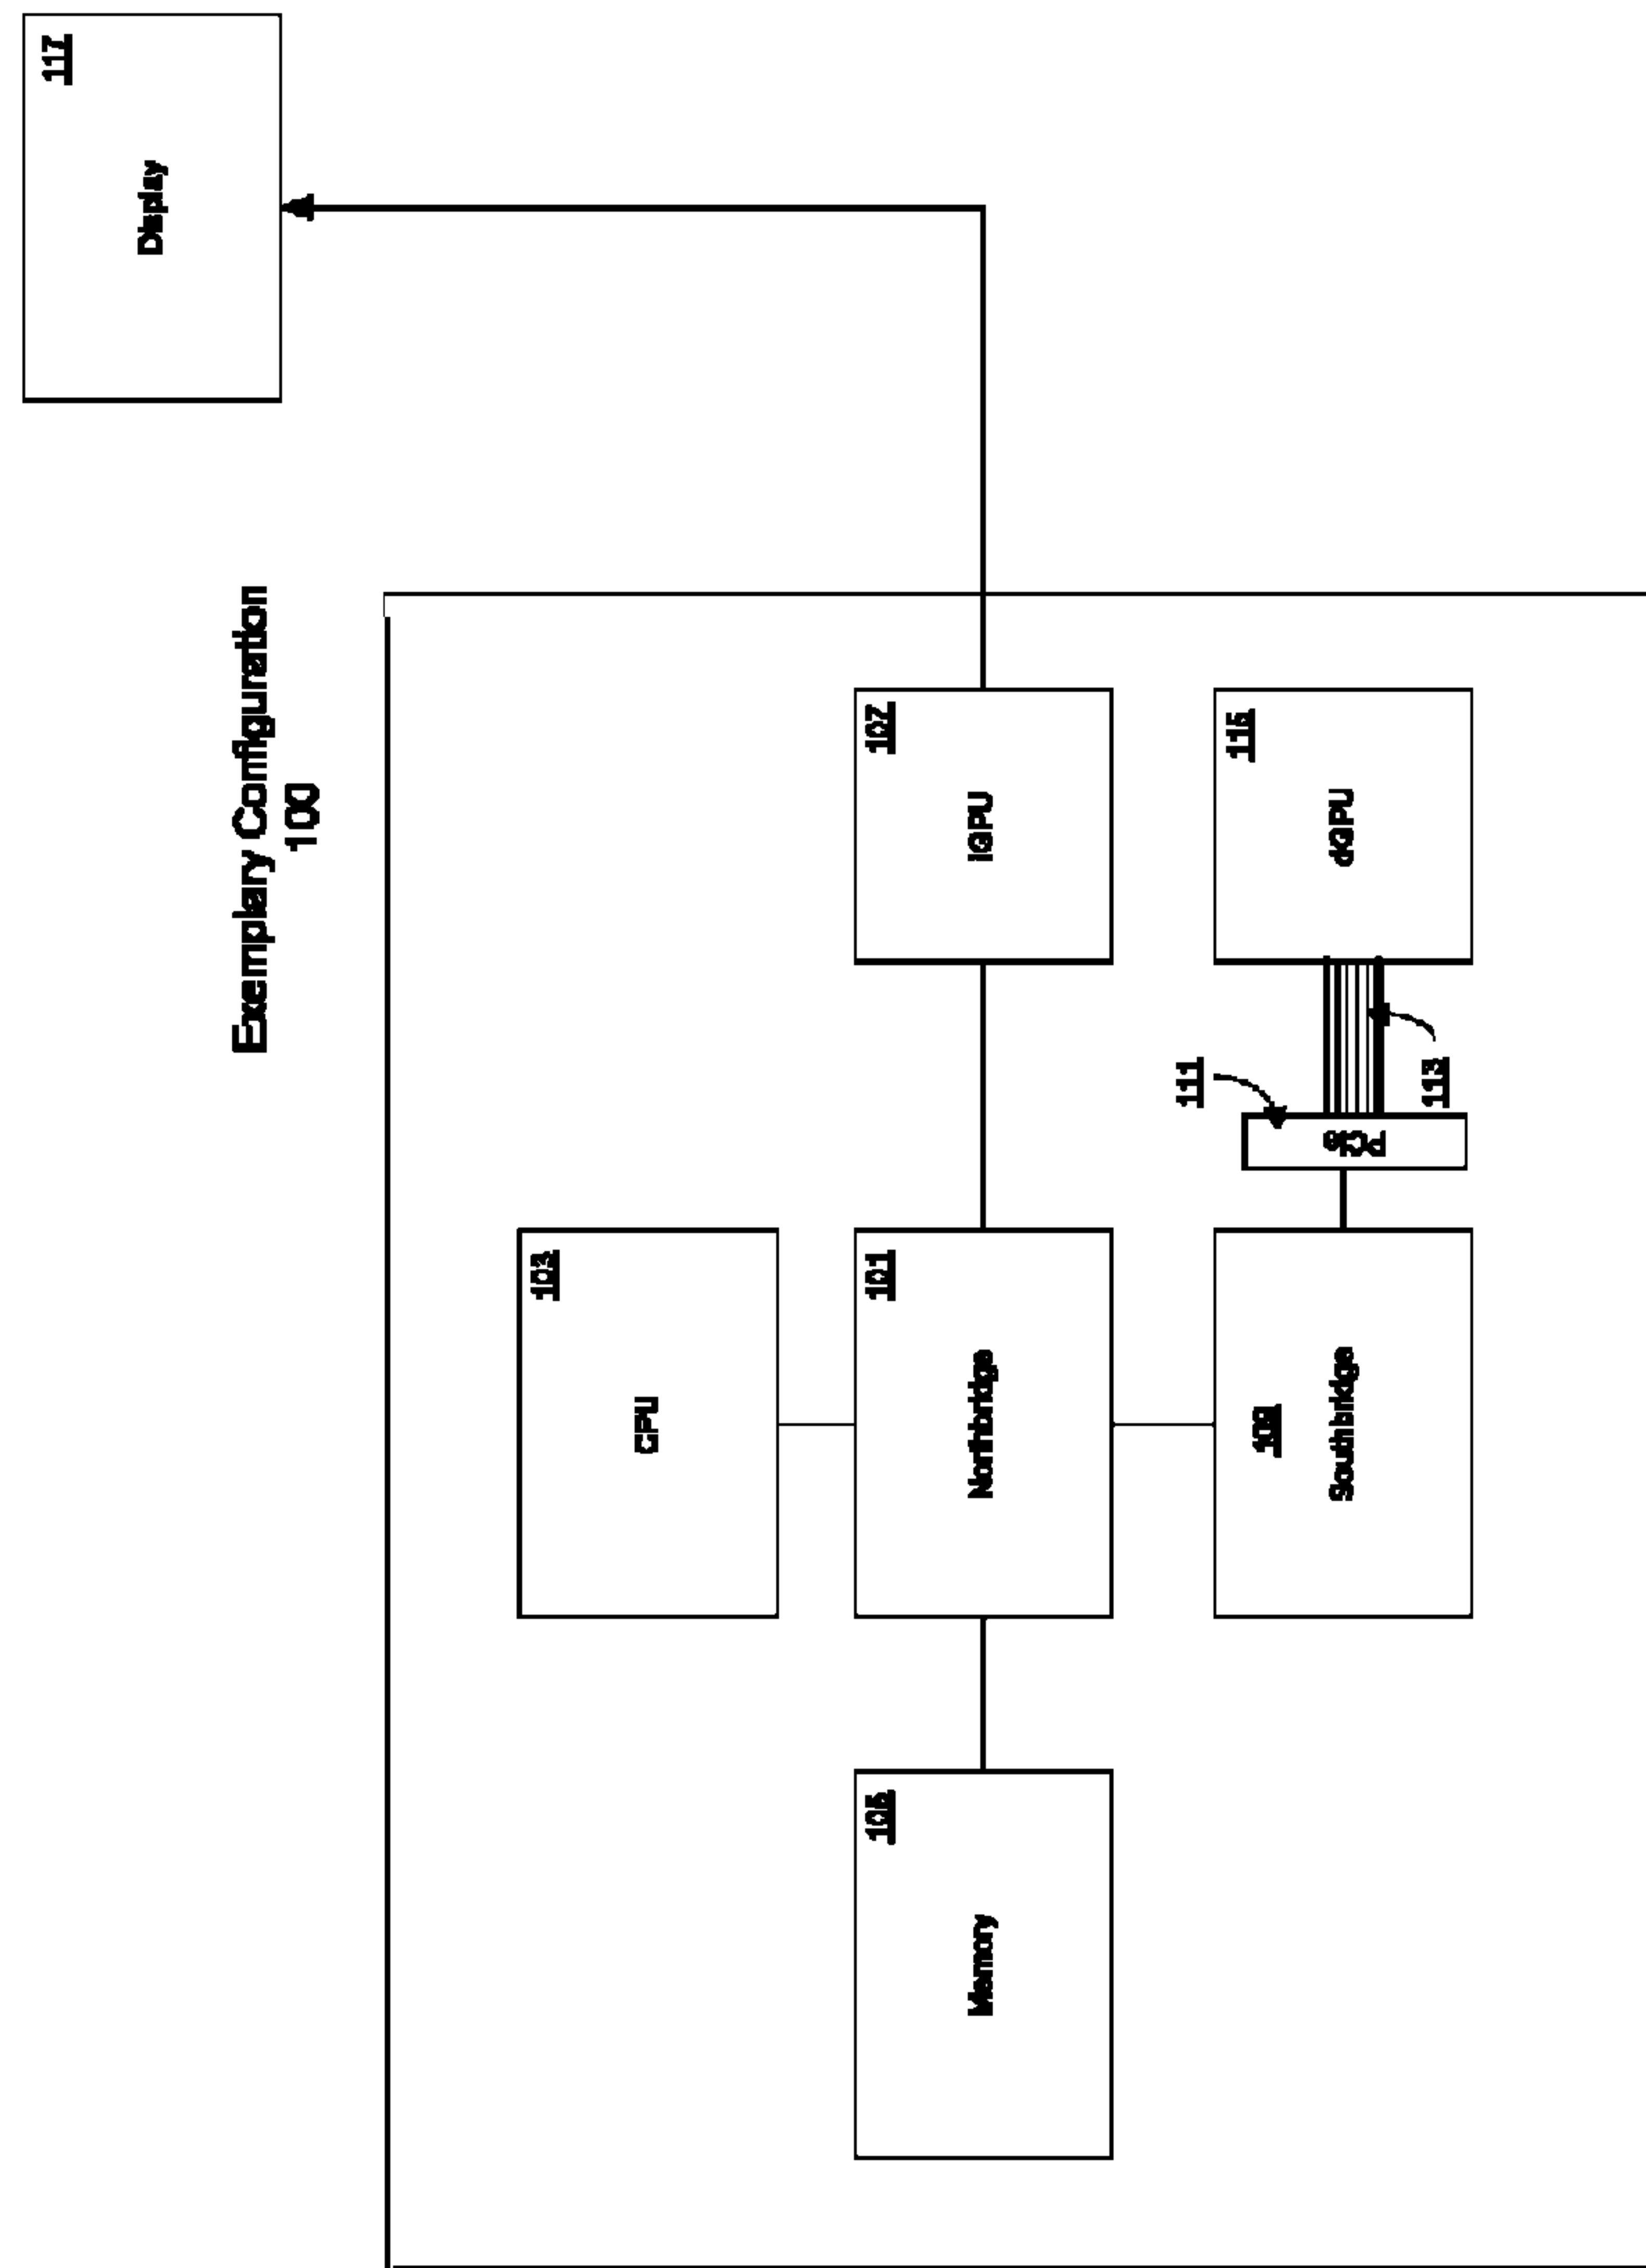 117
Display
Exemplary Configuration
100
103
CPU
105
Memory
101
Northbridge
107
iGPU
109
Southbridge
111
113
115
dGPU